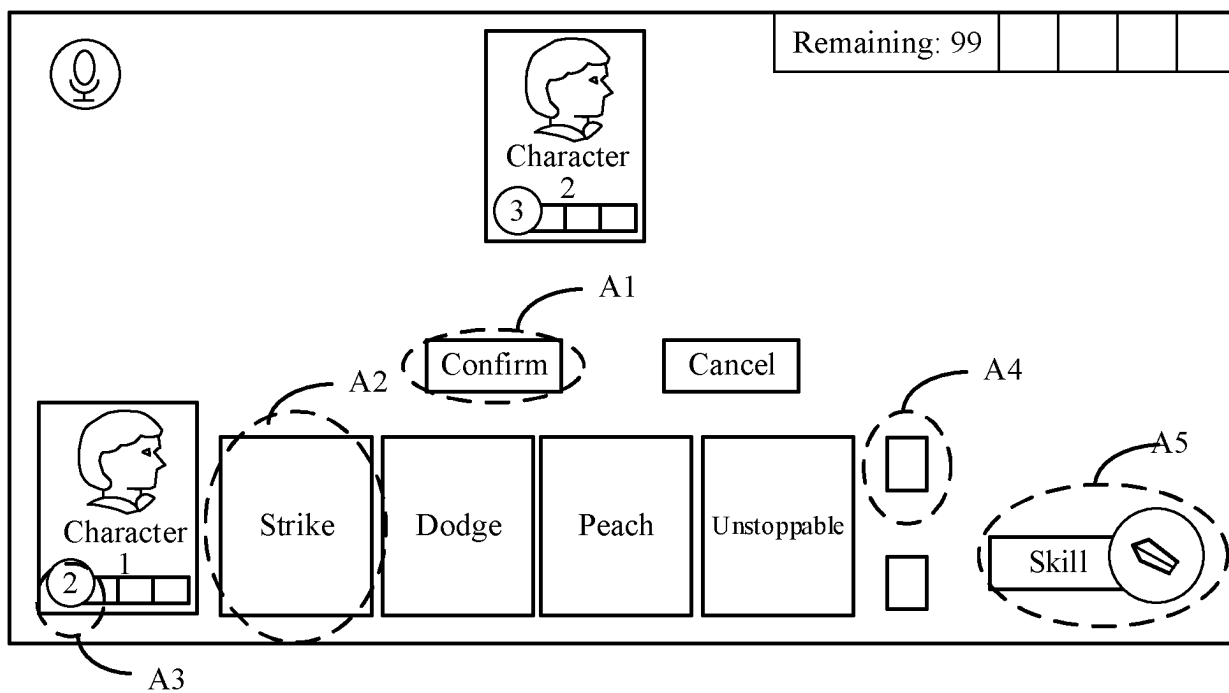 Remaining: 99
Character
2
3
A1
Confirm
Cancel
A2
A4
A5
Character
1
2
Strike
Dodge
Peach
Unstoppable
Skill
A3